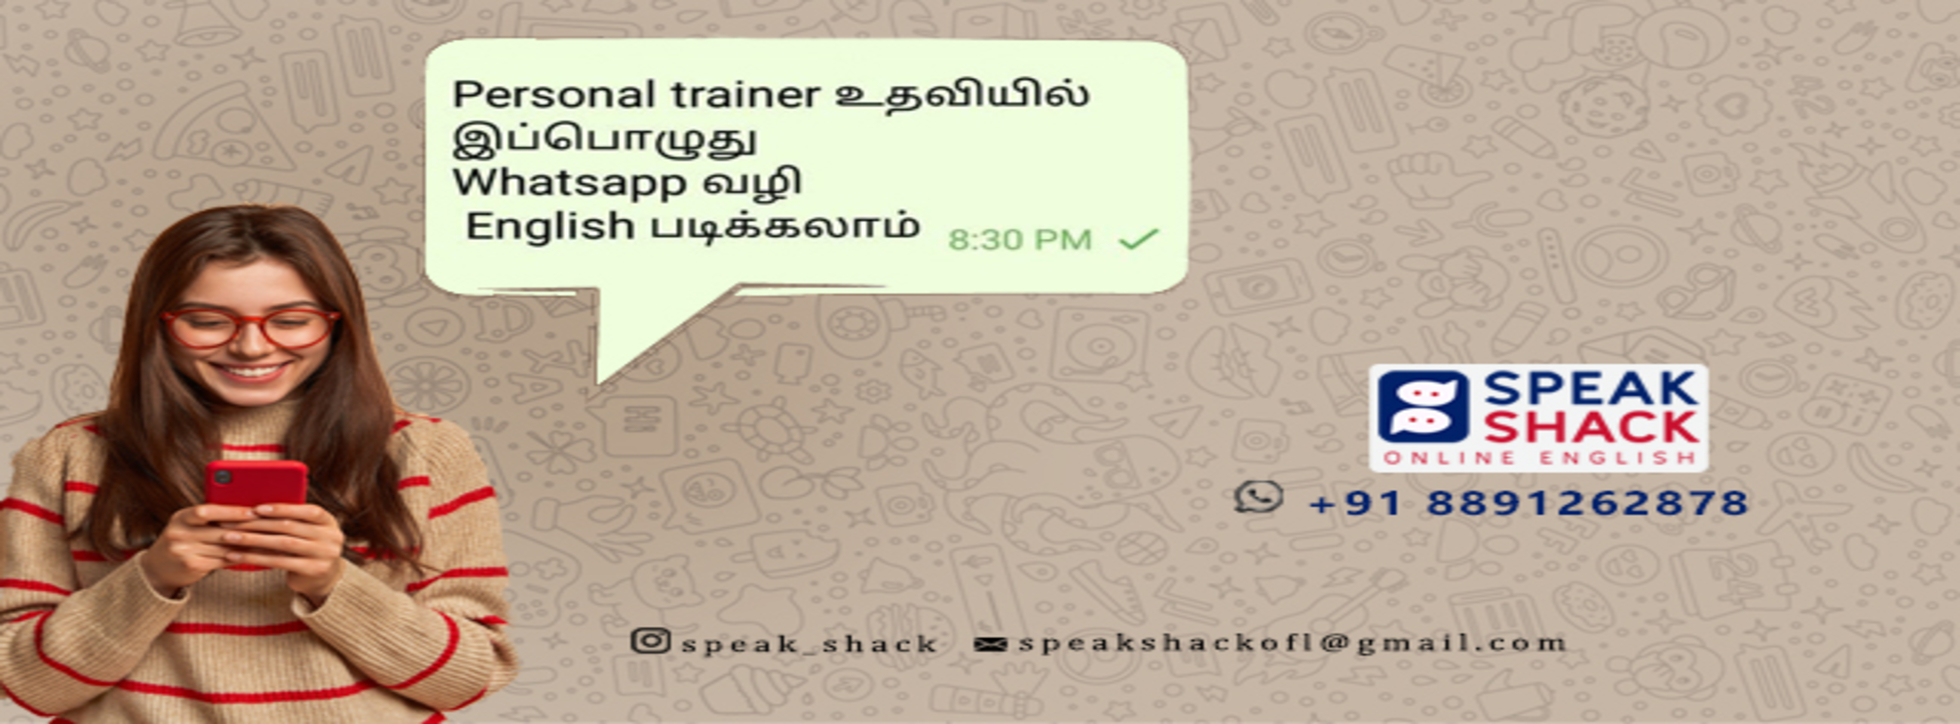 Personal trainer உதவியில்
இப்பொழுது
Whatsapp வழி
English படிக்கலாம்
8:30 PM
SPEAK
SHACK
ONLINE ENGLISH
+91 8891262878
speak_shack
speakshackofl@gmail.com